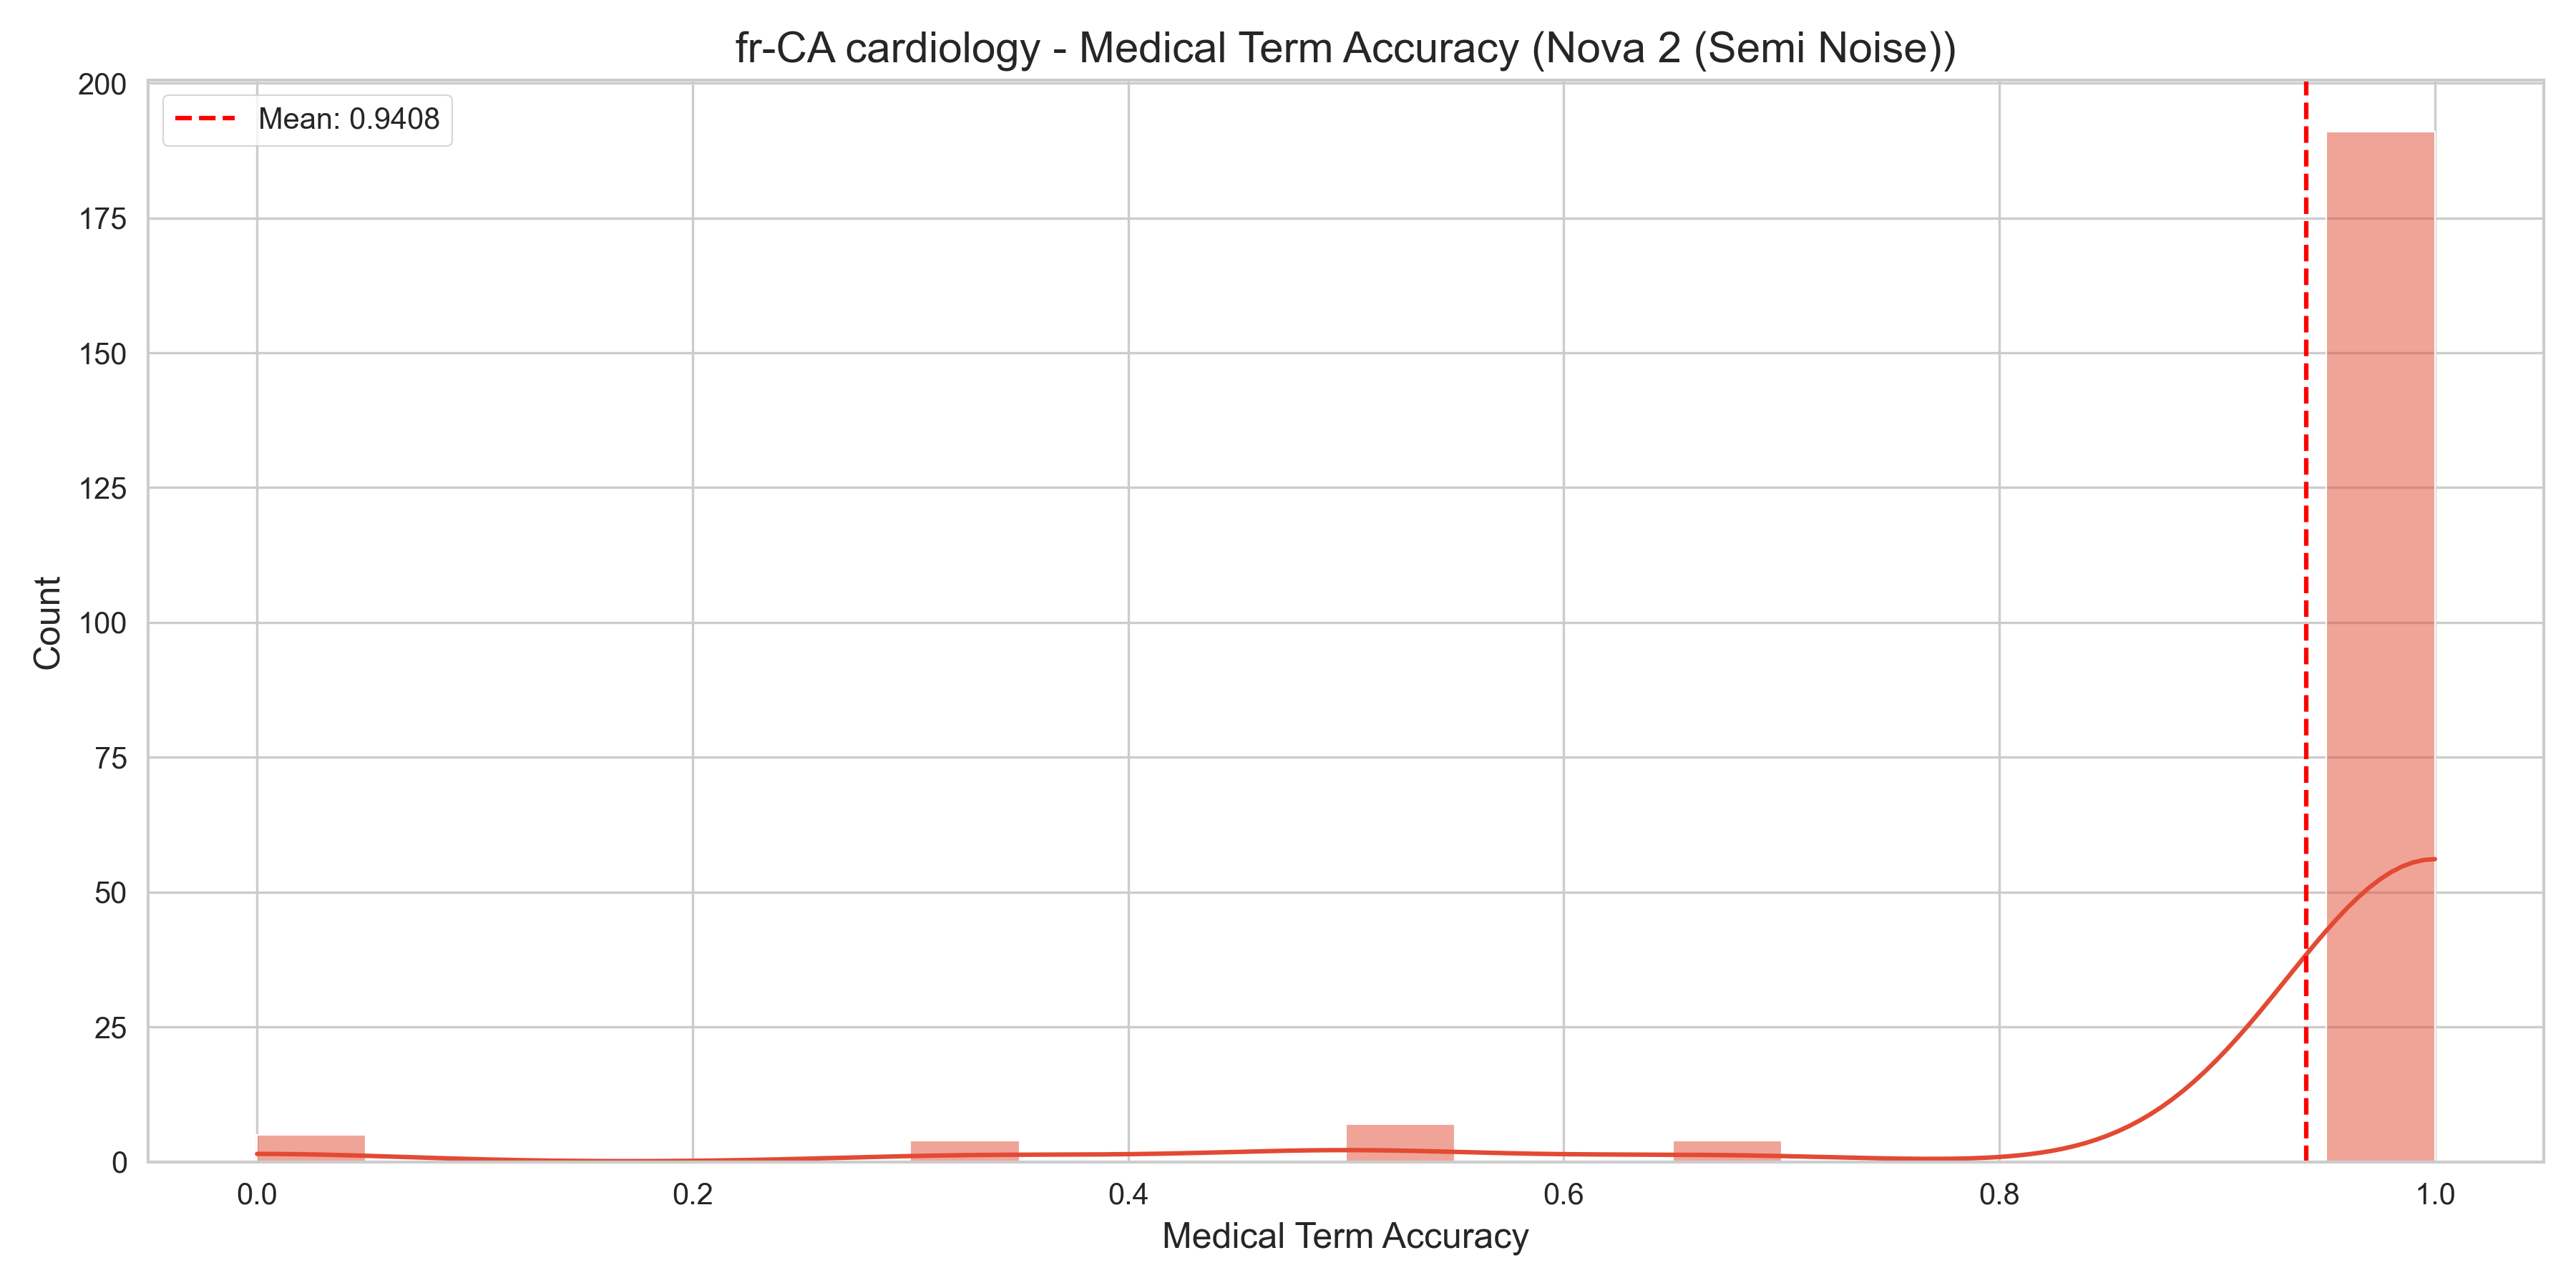 fr-CA cardiology - Medical Term Accuracy (Nova 2 (Semi Noise))
Mean: 0.9408
200
175
150
125
100
75
50
25
0
Count
0.0 0.2 0.4 0.6 0.8 1.0
Medical Term Accuracy